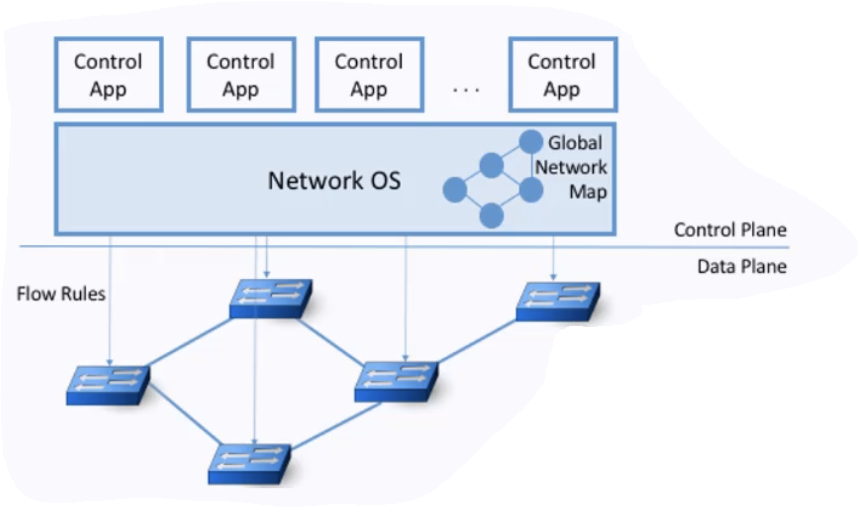 Control
App
Control
App
Control
App
. . .
Control
App
Network OS
Global
Network
Map
Control Plane
Data Plane
Flow Rules